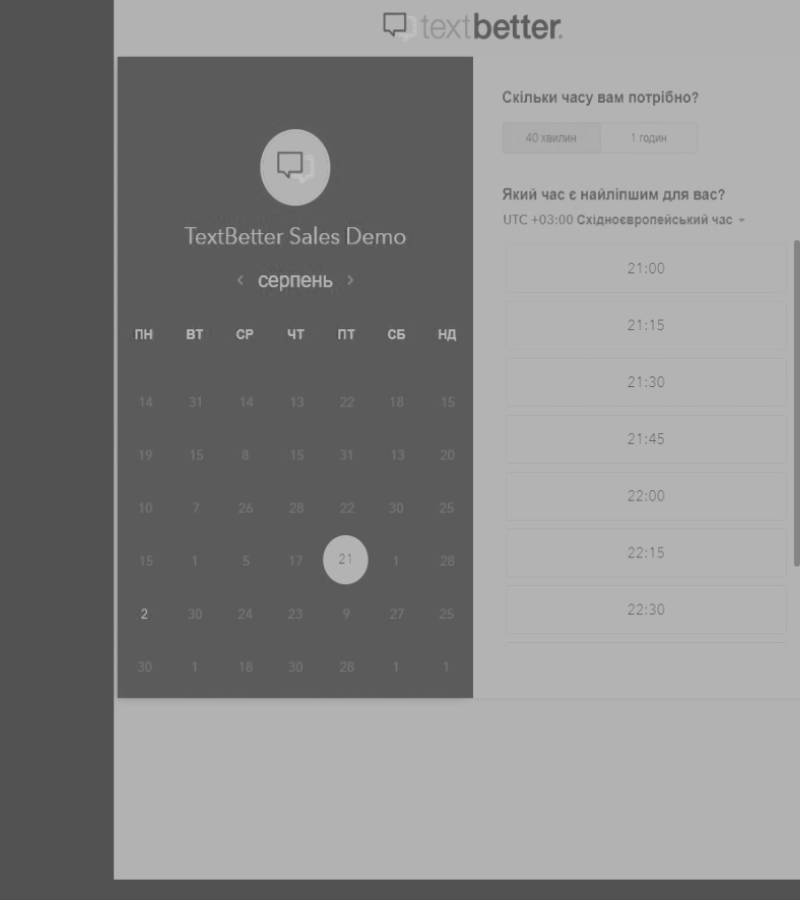 textbetter.
TextBetter Sales Demo
‹ серпень ›
ПН ВТ СР ЧТ ПТ СБ НД
14 31 14 13 22 18 15
19 15 8 15 31 13 20
10 7 26 28 22 30 25
15 1 5 17 21 1 28
2 30 24 23 9 27 25
30 1 18 30 28 1 1
Скільки часу вам потрібно?
40 хвилин 1 годин
Який час є найліпшим для вас?
UTC +03:00 Східноєвропейський час
21:00
21:15
21:30
21:45
22:00
22:15
22:30